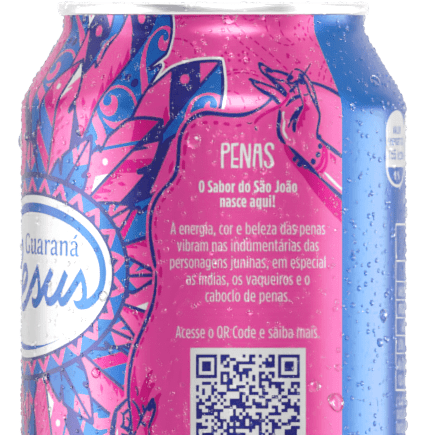 Guaraná
Jesus
PENAS
O Sabor do São João
nasce aqui!
A energia, cor e beleza das penas
vibram nas indumentárias das
personagens juninas, em especial
as índias, os vaqueiros e o
caboclo de penas.
Acesse o QR Code e saiba mais.